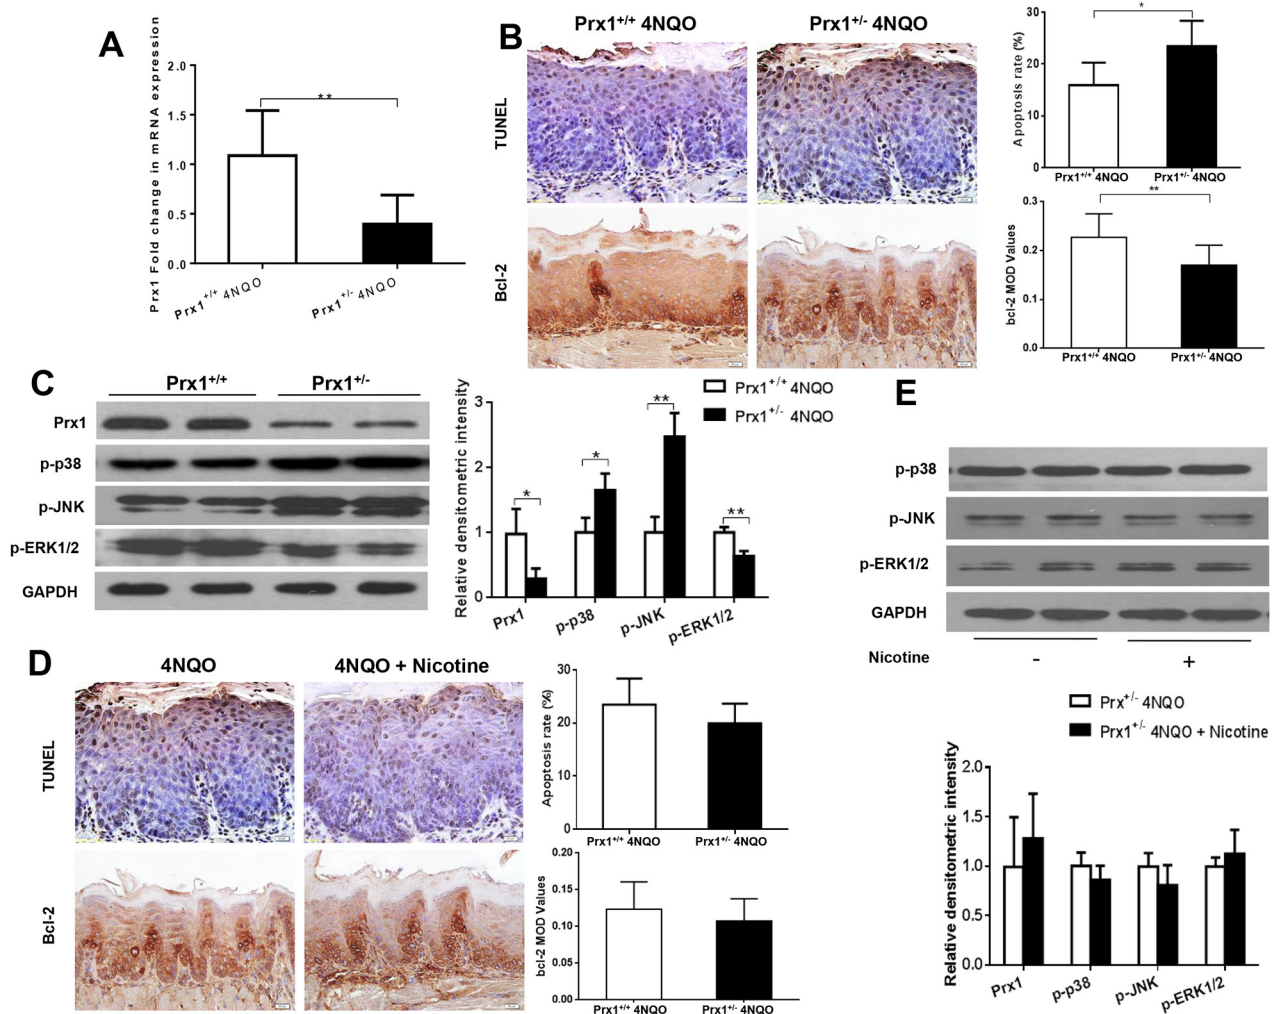 A
Prx1 Fold change in mRNA expression
2.0
1.5
1.0
0.5
0.0
**
Prx1+/+ 4NQO
Prx1+/- 4NQO
B
Prx1+/+ 4NQO
Prx1+/- 4NQO
TUNEL
Bcl-2
Apoptosis rate (%)
30
20
10
0
*
Prx1+/+ 4NQO
Prx1+/- 4NQO
bcl-2 MOD Values
0.3
0.2
0.1
0.0
**
Prx1+/+ 4NQO
Prx1+/- 4NQO
C
Prx1+/+
Prx1+/-
Prx1
p-p38
p-JNK
p-ERK1/2
GAPDH
Prx1+/+ 4NQO
Prx1+/- 4NQO
Relative densitometric intensity
3
2
1
0
*
*
**
**
Prx1
p-p38
p-JNK
p-ERK1/2
E
p-p38
p-JNK
p-ERK1/2
GAPDH
Nicotine
-
+
Prx+/- 4NQO
Prx1+/- 4NQO + Nicotine
Relative densitometric intensity
2.0
1.5
1.0
0.5
0.0
Prx1
p-p38
p-JNK
p-ERK1/2
D
4NQO
4NQO + Nicotine
TUNEL
Bcl-2
Apoptosis rate (%)
30
20
10
0
Prx1+/+ 4NQO
Prx1+/- 4NQO
bcl-2 MOD Values
0.20
0.15
0.10
0.05
0.00
Prx1+/+ 4NQO
Prx1+/- 4NQO